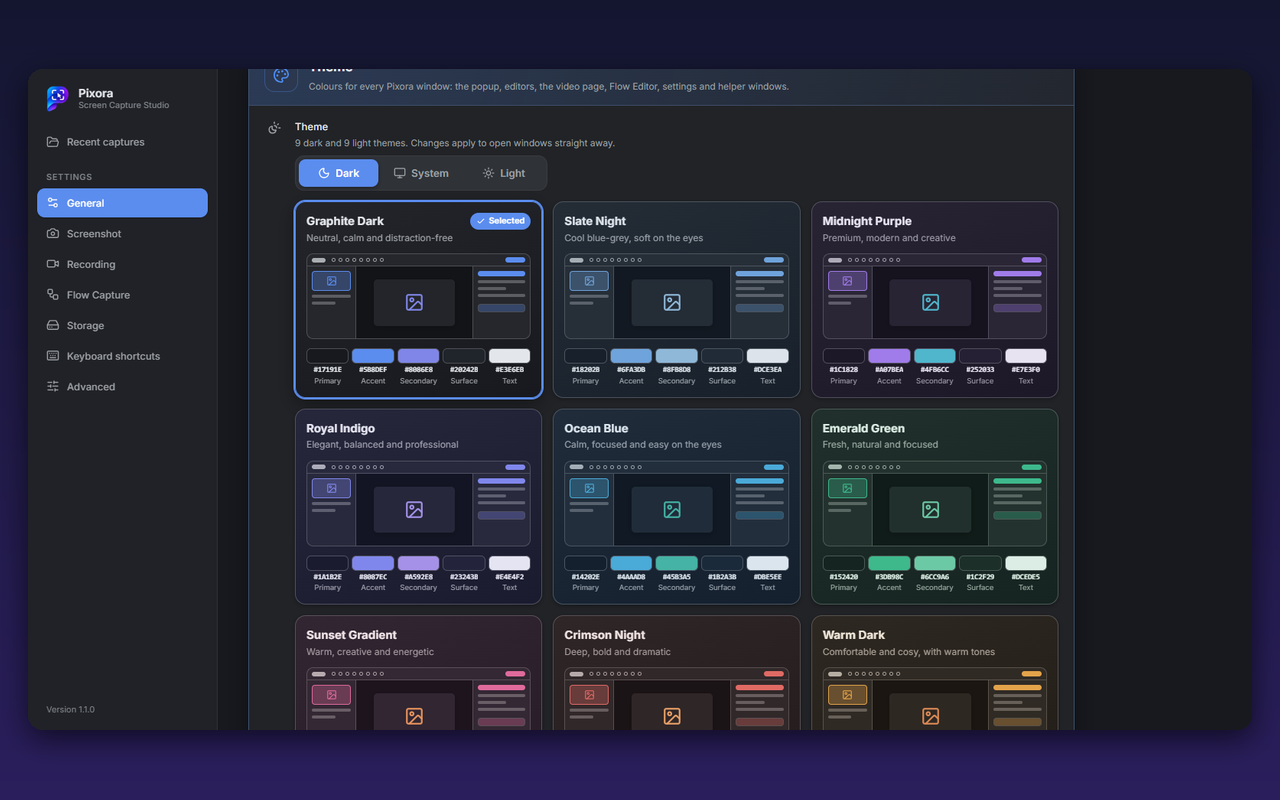 Pixora
Screen Capture Studio
Recent captures
SETTINGS
General
Screenshot
Recording
Flow Capture
Storage
Keyboard shortcuts
Advanced
Version 1.1.0
Theme
Colours for every Pixora window: the popup, editors, the video page, Flow Editor, settings and helper windows.
Theme
9 dark and 9 light themes. Changes apply to open windows straight away.
Dark System Light
Graphite Dark Selected
Neutral, calm and distraction-free
#17191E #5B8DEF #8086E8 #20242B #E3E6EB
Primary Accent Secondary Surface Text
Slate Night
Cool blue-grey, soft on the eyes
#18202B #6FA3DB #8FB8D8 #212B38 #DCE3EA
Primary Accent Secondary Surface Text
Midnight Purple
Premium, modern and creative
#1C1828 #A07BEA #4FB6CC #252033 #E7E3F0
Primary Accent Secondary Surface Text
Royal Indigo
Elegant, balanced and professional
#1A1B2E #8087EC #A592E8 #23243B #E4E4F2
Primary Accent Secondary Surface Text
Ocean Blue
Calm, focused and easy on the eyes
#14202E #4AAAD8 #45B3A5 #1B2A3B #DBE5EE
Primary Accent Secondary Surface Text
Emerald Green
Fresh, natural and focused
#152420 #3DB98C #6CC9A6 #1C2F29 #DCEDE5
Primary Accent Secondary Surface Text
Sunset Gradient
Warm, creative and energetic
Crimson Night
Deep, bold and dramatic
Warm Dark
Comfortable and cosy, with warm tones